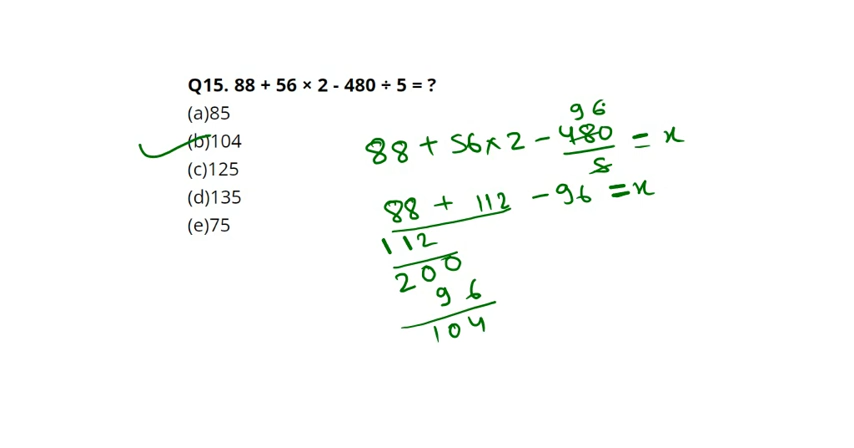 Q15. 88 + 56 × 2 - 480 ÷ 5 = ?
(a)85
(b)104
(c)125
(d)135
(e)75
96
88 + 56 × 2 - 480 = x
5
88 + 112 - 96 = x
112
200
96
104